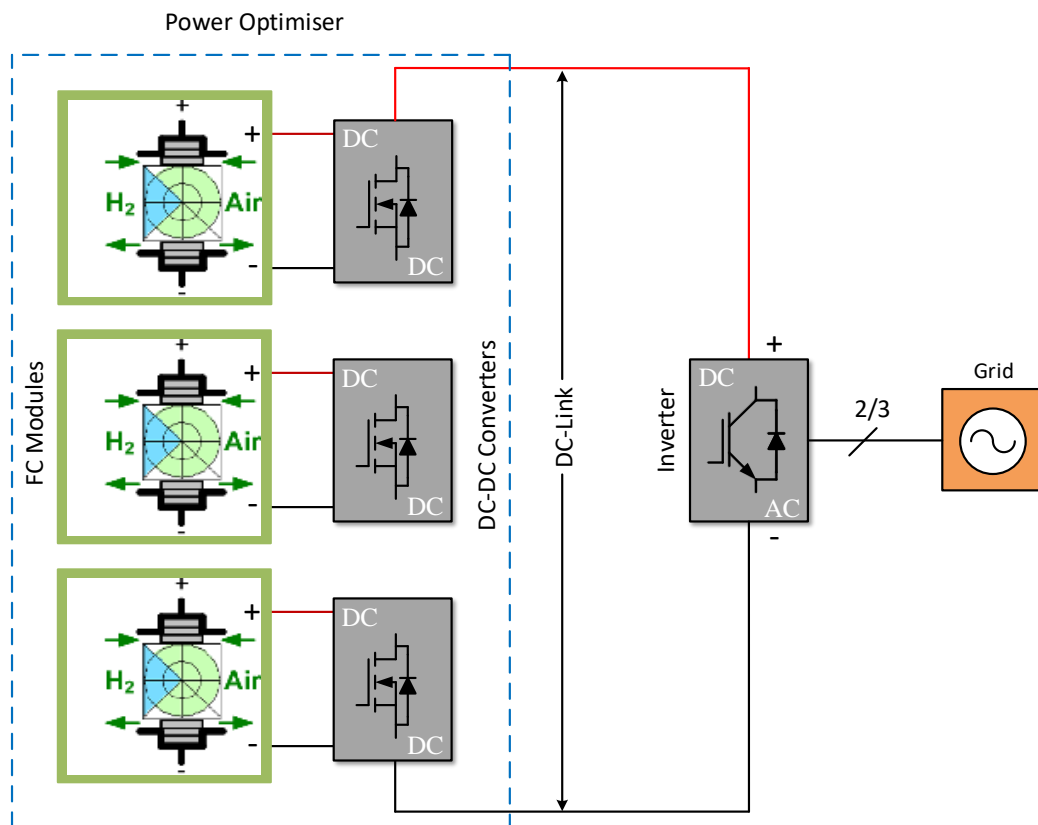 Power Optimiser
FC Modules
+
+
H₂ Air
-
-
DC
DC
+
+
H₂ Air
-
-
DC
DC
+
+
H₂ Air
-
-
DC
DC
DC-DC Converters
DC-Link
Inverter
+
DC
AC
-
2/3
Grid